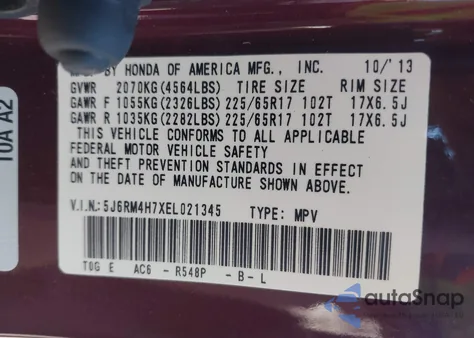 MFD. BY HONDA OF AMERICA MFG., INC. 10/'13
GVWR 2070KG(4564LBS) TIRE SIZE RIM SIZE
GAWR F 1055KG(2326LBS) 225/65R17 102T 17X6.5J
GAWR R 1035KG(2282LBS) 225/65R17 102T 17X6.5J
THIS VEHICLE CONFORMS TO ALL APPLICABLE
FEDERAL MOTOR VEHICLE SAFETY
AND THEFT PREVENTION STANDARDS IN EFFECT
ON THE DATE OF MANUFACTURE SHOWN
ABOVE.
V.I.N.: 5J6RM4H7XEL021345 TYPE: MPV
T0G E AC6 - R548P - B - L
10A A2
autoSnap